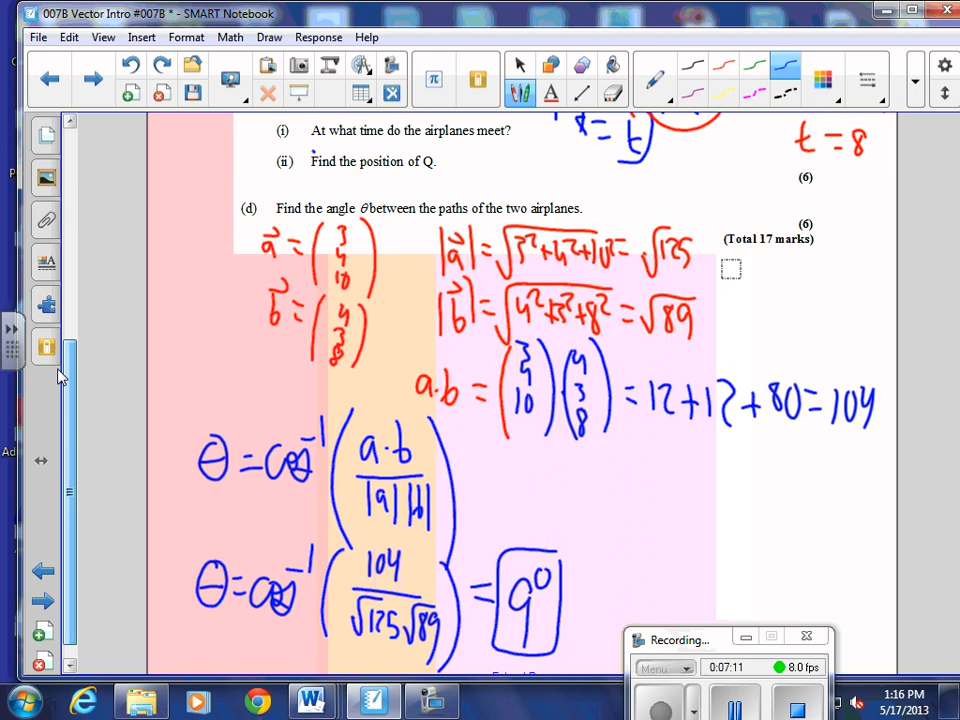 007B Vector Intro #007B * - SMART Notebook
File Edit View Insert Format Math Draw Response Help
(i) At what time do the airplanes meet?
t = 8
(ii) Find the position of Q.
(6)
(d) Find the angle θ between the paths of the two airplanes.
(6)
(Total 17 marks)
a⃗ = (3 4 10) |a⃗| = √3²+4²+10² = √125
b⃗ = (4 3 8) |b⃗| = √4²+3²+8² = √89
a·b = (3 4 10) (4 3 8) = 12 + 12 + 80 = 104
θ = cos⁻¹ (a·b / |a| |b|)
θ = cos⁻¹ (104 / √125 √89) = 9°
Recording...
Menu 0:07:11 8.0 fps
1:16 PM
5/17/2013